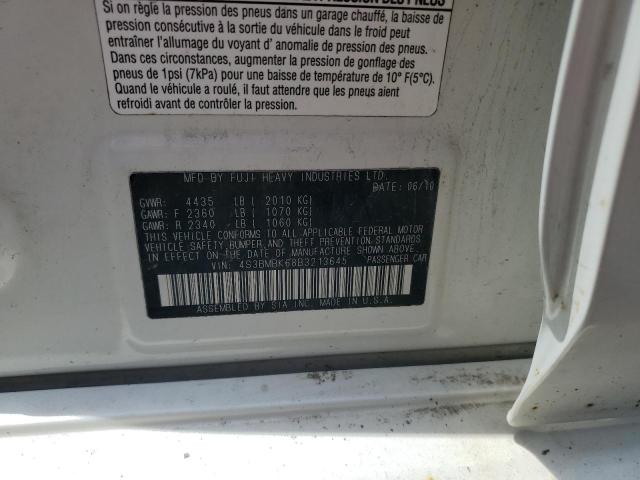 Si on règle la pression des pneus dans un garage chauffé, la baisse de
pression consécutive à la sortie du véhicule dans le froid peut
entraîner l'allumage du voyant d' anomalie de pression des pneus.
Dans ces circonstances, augmenter la pression de gonflage des
pneus de 1psi (7kPa) pour une baisse de température de 10° F(5°C).
Quand le véhicule a roulé, il faut attendre que les pneus aient
refroidi avant de contrôler la pression.
MFD BY FUJI HEAVY INDUSTRIES LTD.
DATE: 06/10
GVWR: 4435 LB ( 2010 KG)
GAWR: F 2360 LB ( 1070 KG)
GAWR: R 2340 LB ( 1060 KG)
THIS VEHICLE CONFORMS TO ALL APPLICABLE FEDERAL MOTOR
VEHICLE SAFETY, BUMPER, AND THEFT PREVENTION STANDARDS
IN EFFECT ON THE DATE OF MANUFACTURE SHOWN ABOVE.
VIN: 4S3BMBK68B3213645 PASSENGER CAR
ASSEMBLED BY SIA INC. MADE IN U.S.A.